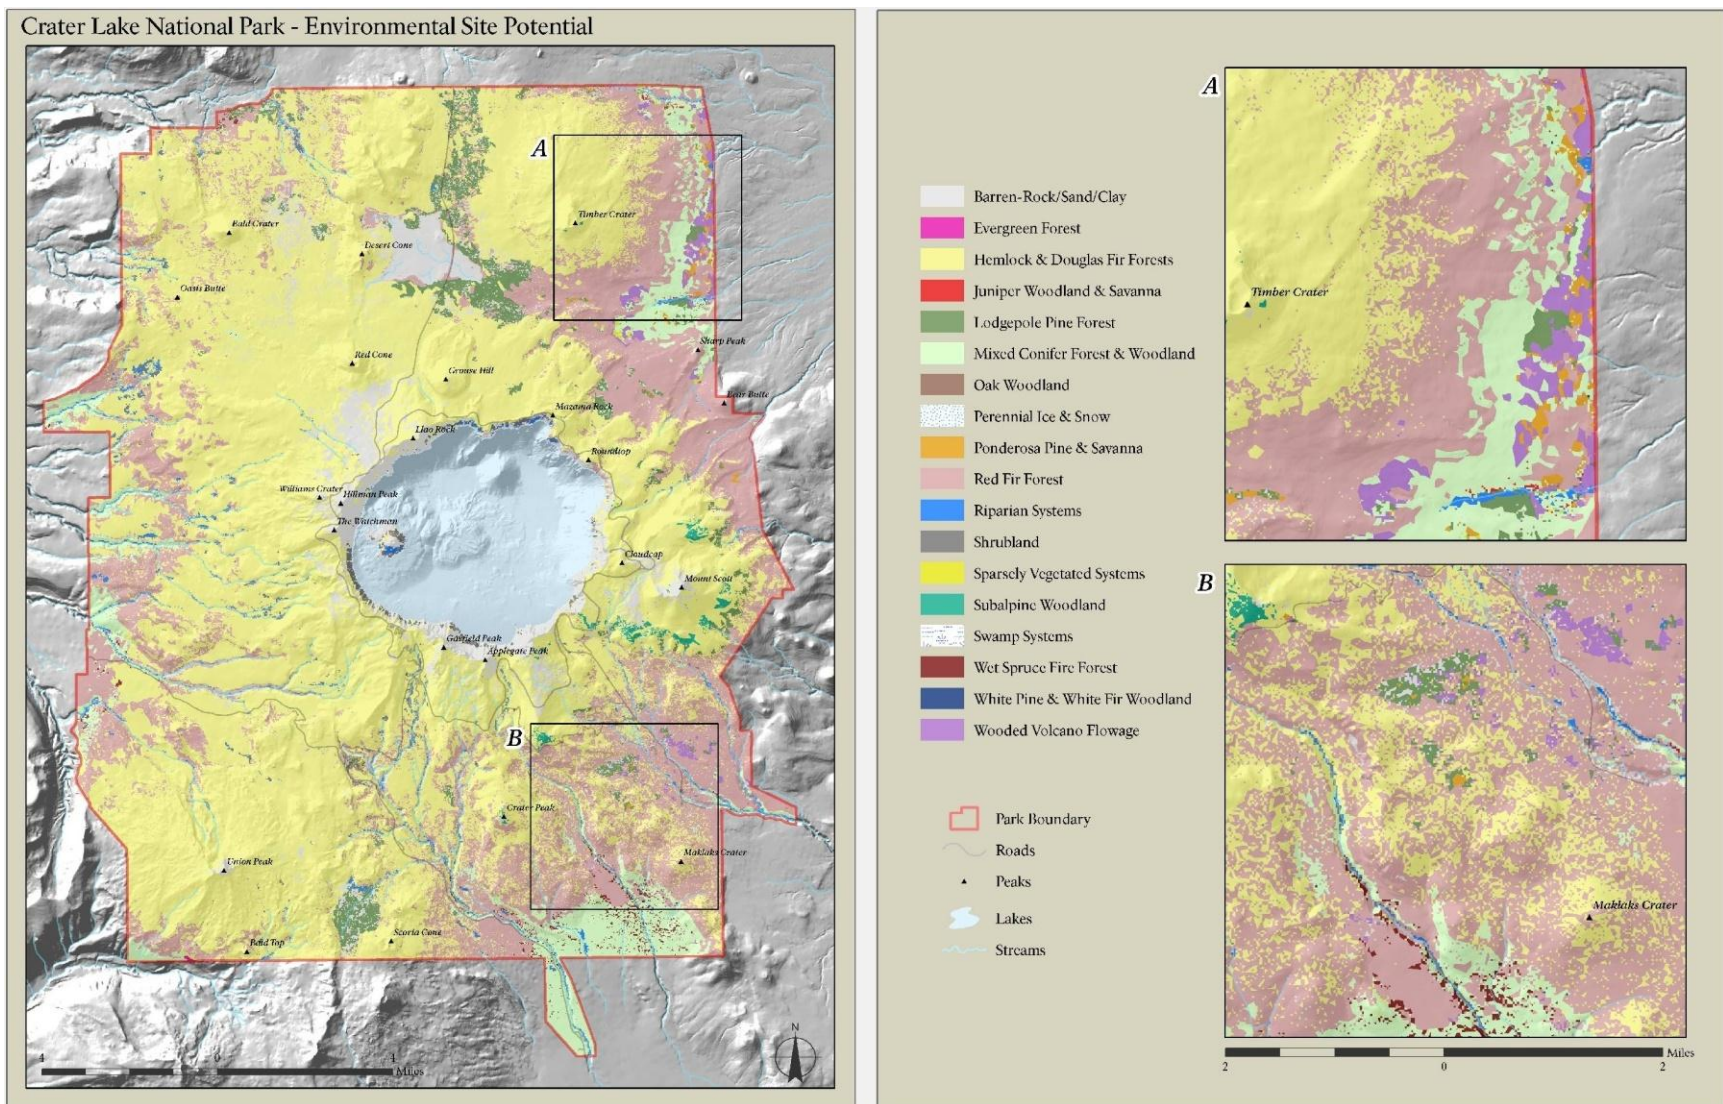 Crater Lake National Park - Environmental Site Potential
A
Timber Crater
Bald Crater
Desert Cone
Oasis Butte
Sharp Peak
Red Cone
Grouse Hill
Bear Butte
Mazama Rock
Llao Rock
Roundtop
Williams Crater
Hillman Peak
The Watchman
Cloudcap
Mount Scott
Garfield Peak
Applegate Peak
B
Crater Peak
Maklaks Crater
Union Peak
Scoria Cone
Bald Top
N
4 0 4
Miles
Barren-Rock/Sand/Clay
Evergreen Forest
Hemlock & Douglas Fir Forests
Juniper Woodland & Savanna
Lodgepole Pine Forest
Mixed Conifer Forest & Woodland
Oak Woodland
Perennial Ice & Snow
Ponderosa Pine & Savanna
Red Fir Forest
Riparian Systems
Shrubland
Sparsely Vegetated Systems
Subalpine Woodland
Swamp Systems
Wet Spruce Fire Forest
White Pine & White Fir Woodland
Wooded Volcano Flowage
Park Boundary
Roads
Peaks
Lakes
Streams
A
Timber Crater
B
Maklaks Crater
Miles
2 0 2